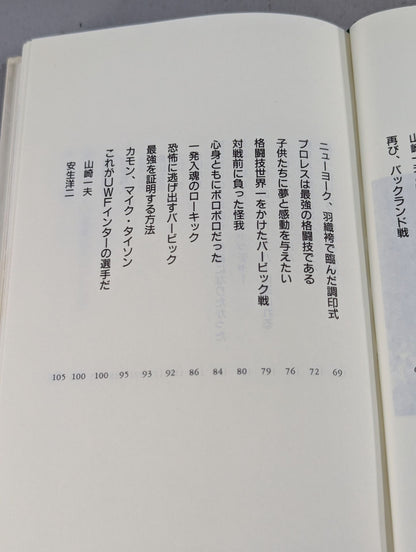 再び、バックランド戦
ニューヨーク、羽織袴で臨んだ調印式 69
プロレスは最強の格闘技である 72
子供たちに夢と感動を与えたい 76
格闘技世界一をかけたバービック戦 79
対戦前に負った怪我 80
心身ともにボロボロだった 84
一発入魂のローキック 86
恐怖に逃げ出すバービック 92
最強を証明する方法 93
カモン、マイク・タイソン 95
これがUWFインターの選手だ 100
山崎一夫 100
安生洋二 105